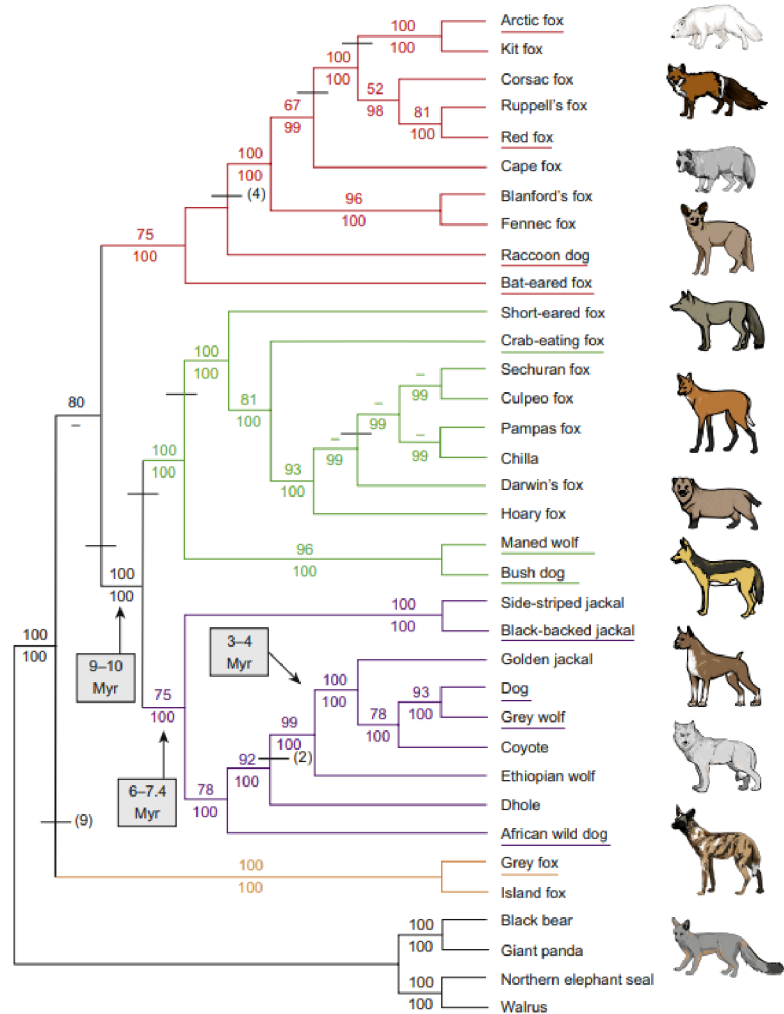 Arctic fox
100
100
100
Kit fox
100
52
98
Corsac fox
Ruppell's fox
81
100
Red fox
67
99
Cape fox
100
100
(4)
96
100
Blanford's fox
Fennec fox
75
100
Raccoon dog
Bat-eared fox
Short-eared fox
100
100
Crab-eating fox
81
–
99
Sechuran fox
Culpeo fox
–
99
–
99
Pampas fox
Chilla
–
99
Darwin's fox
93
100
Hoary fox
80
–
100
100
96
100
Maned wolf
Bush dog
100
100
100
100
Side-striped jackal
Black-backed jackal
100
100
9–10
Myr
3–4
Myr
Golden jackal
100
100
93
100
Dog
Grey wolf
78
100
Coyote
75
100
99
100
92
100
(2)
Ethiopian wolf
6–7.4
Myr
78
100
Dhole
African wild dog
(9)
100
100
Grey fox
Island fox
100
100
Black bear
Giant panda
100
100
Northern elephant seal
Walrus